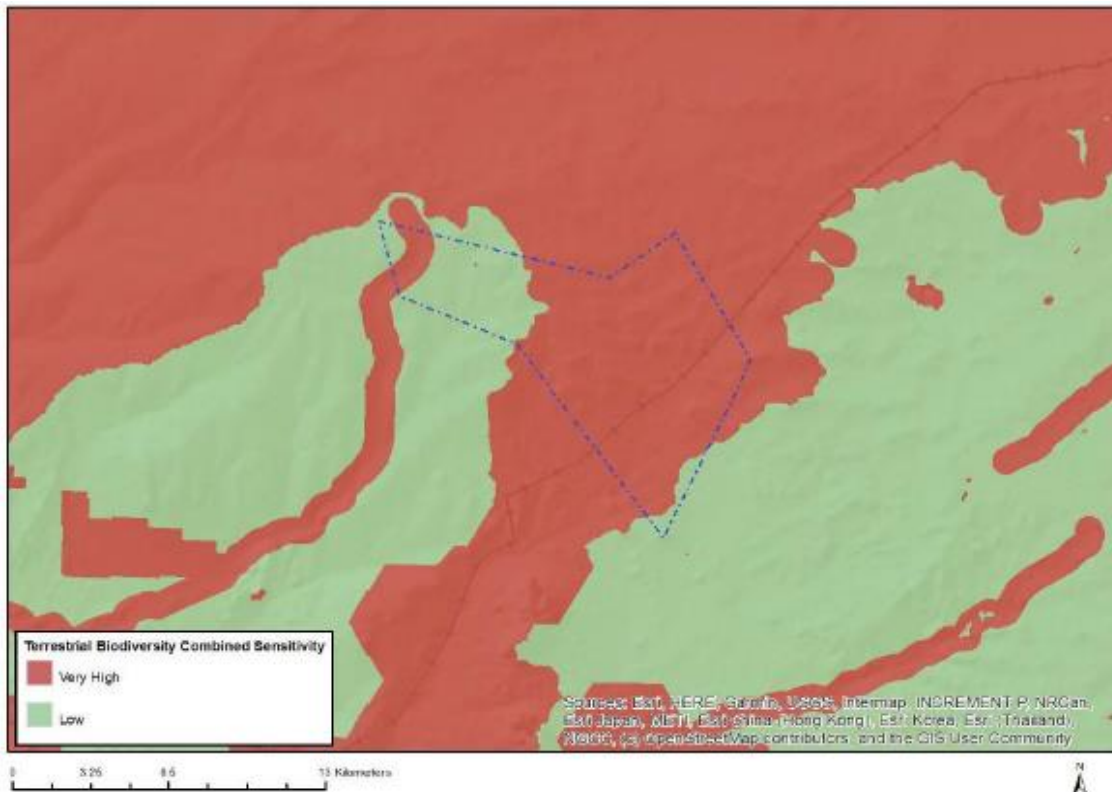 Terrestrial Biodiversity Combined Sensitivity
Very High
Low
Sources: Esri, HERE, Garmin, USGS, Intermap, INCREMENT P, NRCan,
Esri Japan, METI, Esri China (Hong Kong), Esri Korea, Esri (Thailand),
NGCC, (c) OpenStreetMap contributors, and the GIS User Community
0 3.25 6.5 13 Kilometers
N